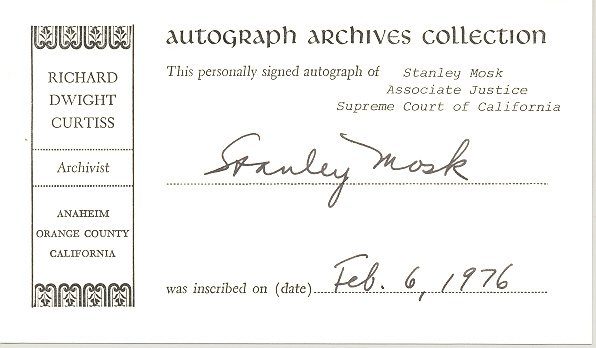 RICHARD
DWIGHT
CURTISS
Archivist
ANAHEIM
ORANGE COUNTY
CALIFORNIA
autograph archives collection
This personally signed autograph of Stanley Mosk
Associate Justice
Supreme Court of California
Stanley Mosk
was inscribed on (date) Feb. 6, 1976